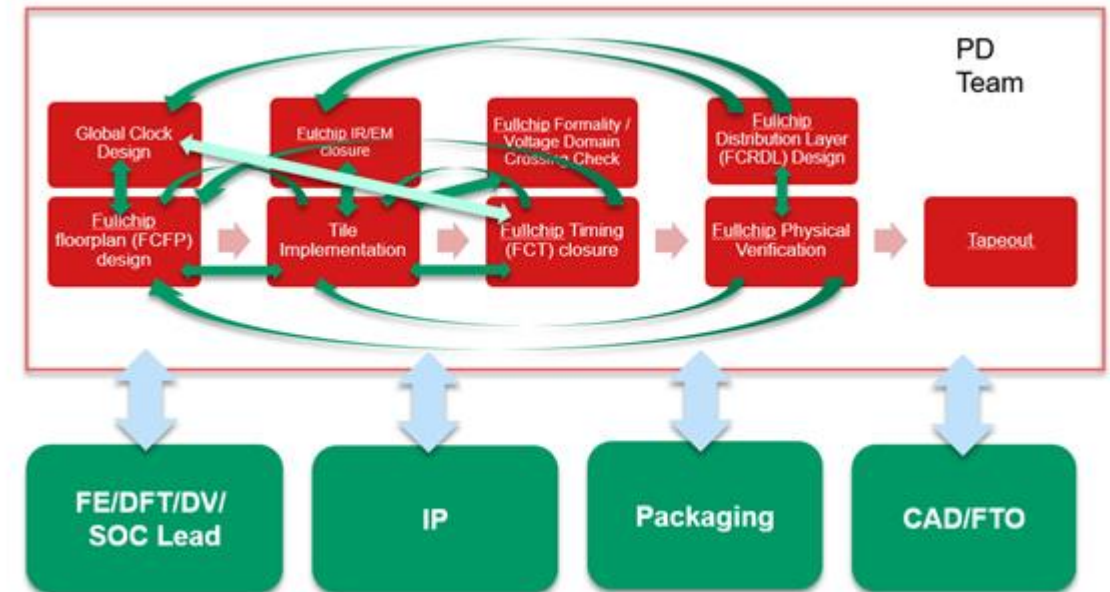 PD
Team
Global Clock
Design
Fulchip IR/EM
closure
Fullchip Formality /
Voltage Domain
Crossing Check
Fullchip
Distribution Layer
(FCRDL) Design
Fullchip
floorplan (FCFP)
design
Tile
Implementation
Fullchip Timing
(FCT) closure
Fullchip Physical
Verification
Tapeout
FE/DFT/DV/
SOC Lead
IP
Packaging
CAD/FTO